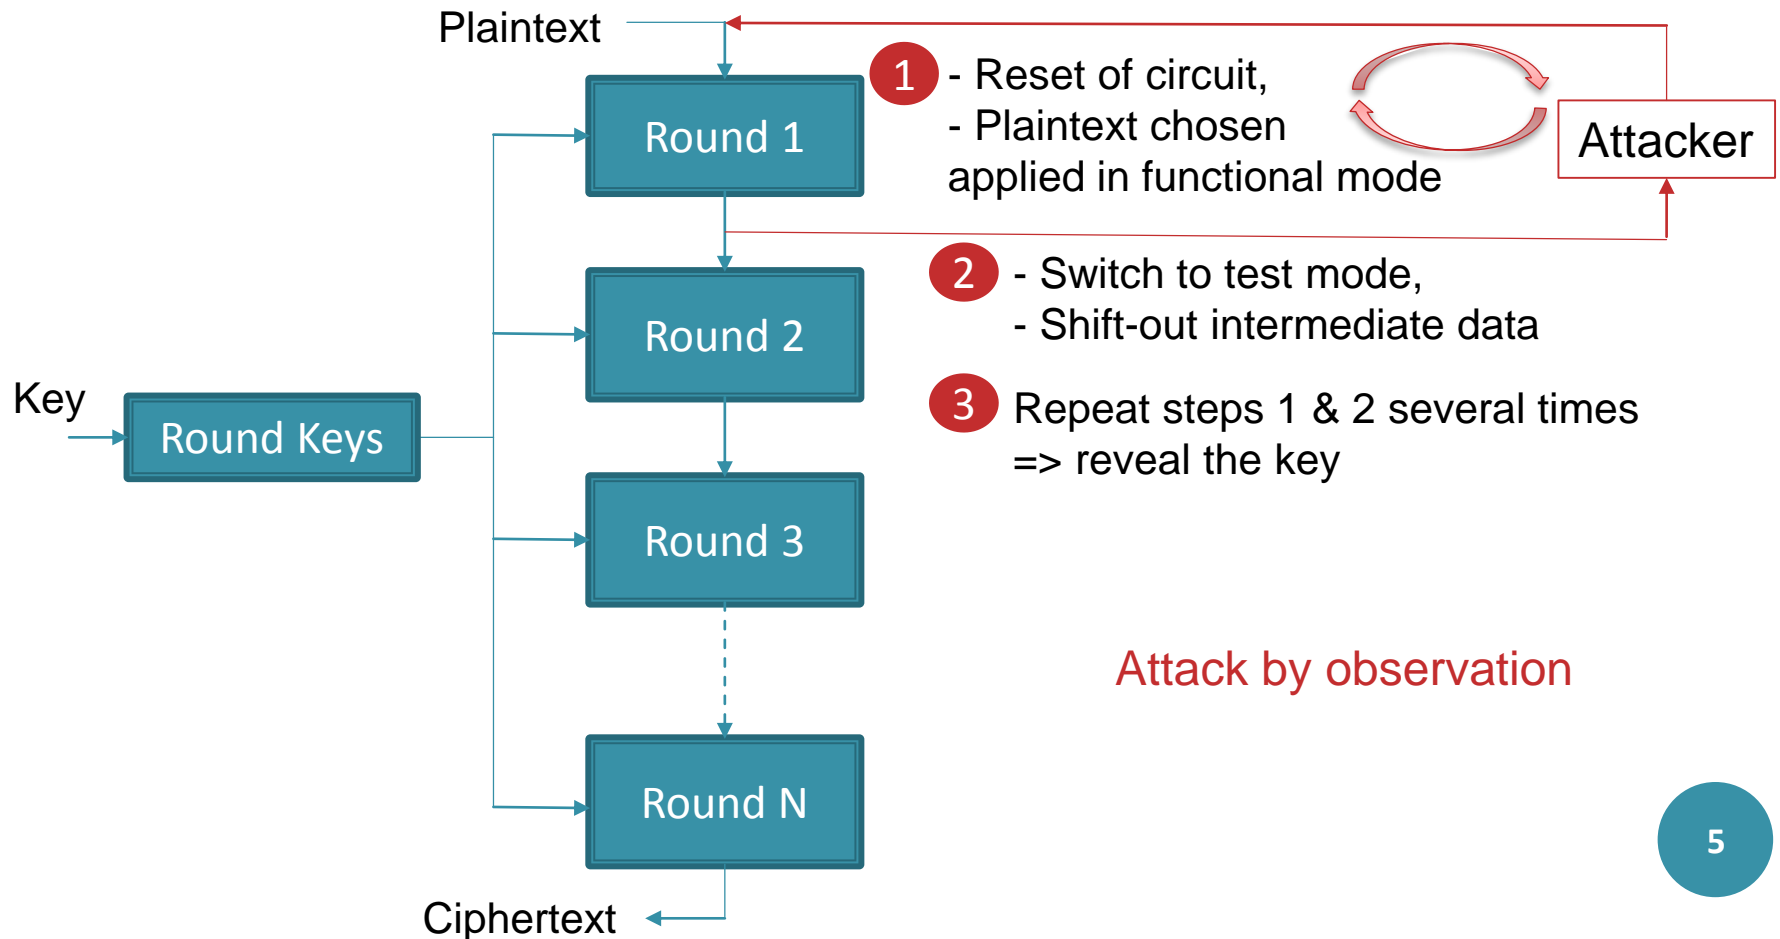 Plaintext
1
- Reset of circuit,
- Plaintext chosen
applied in functional mode
Attacker
Round 1
2
- Switch to test mode,
- Shift-out intermediate data
Round 2
3
Repeat steps 1 & 2 several times
=> reveal the key
Key
Round Keys
Round 3
Attack by observation
Round N
5
Ciphertext